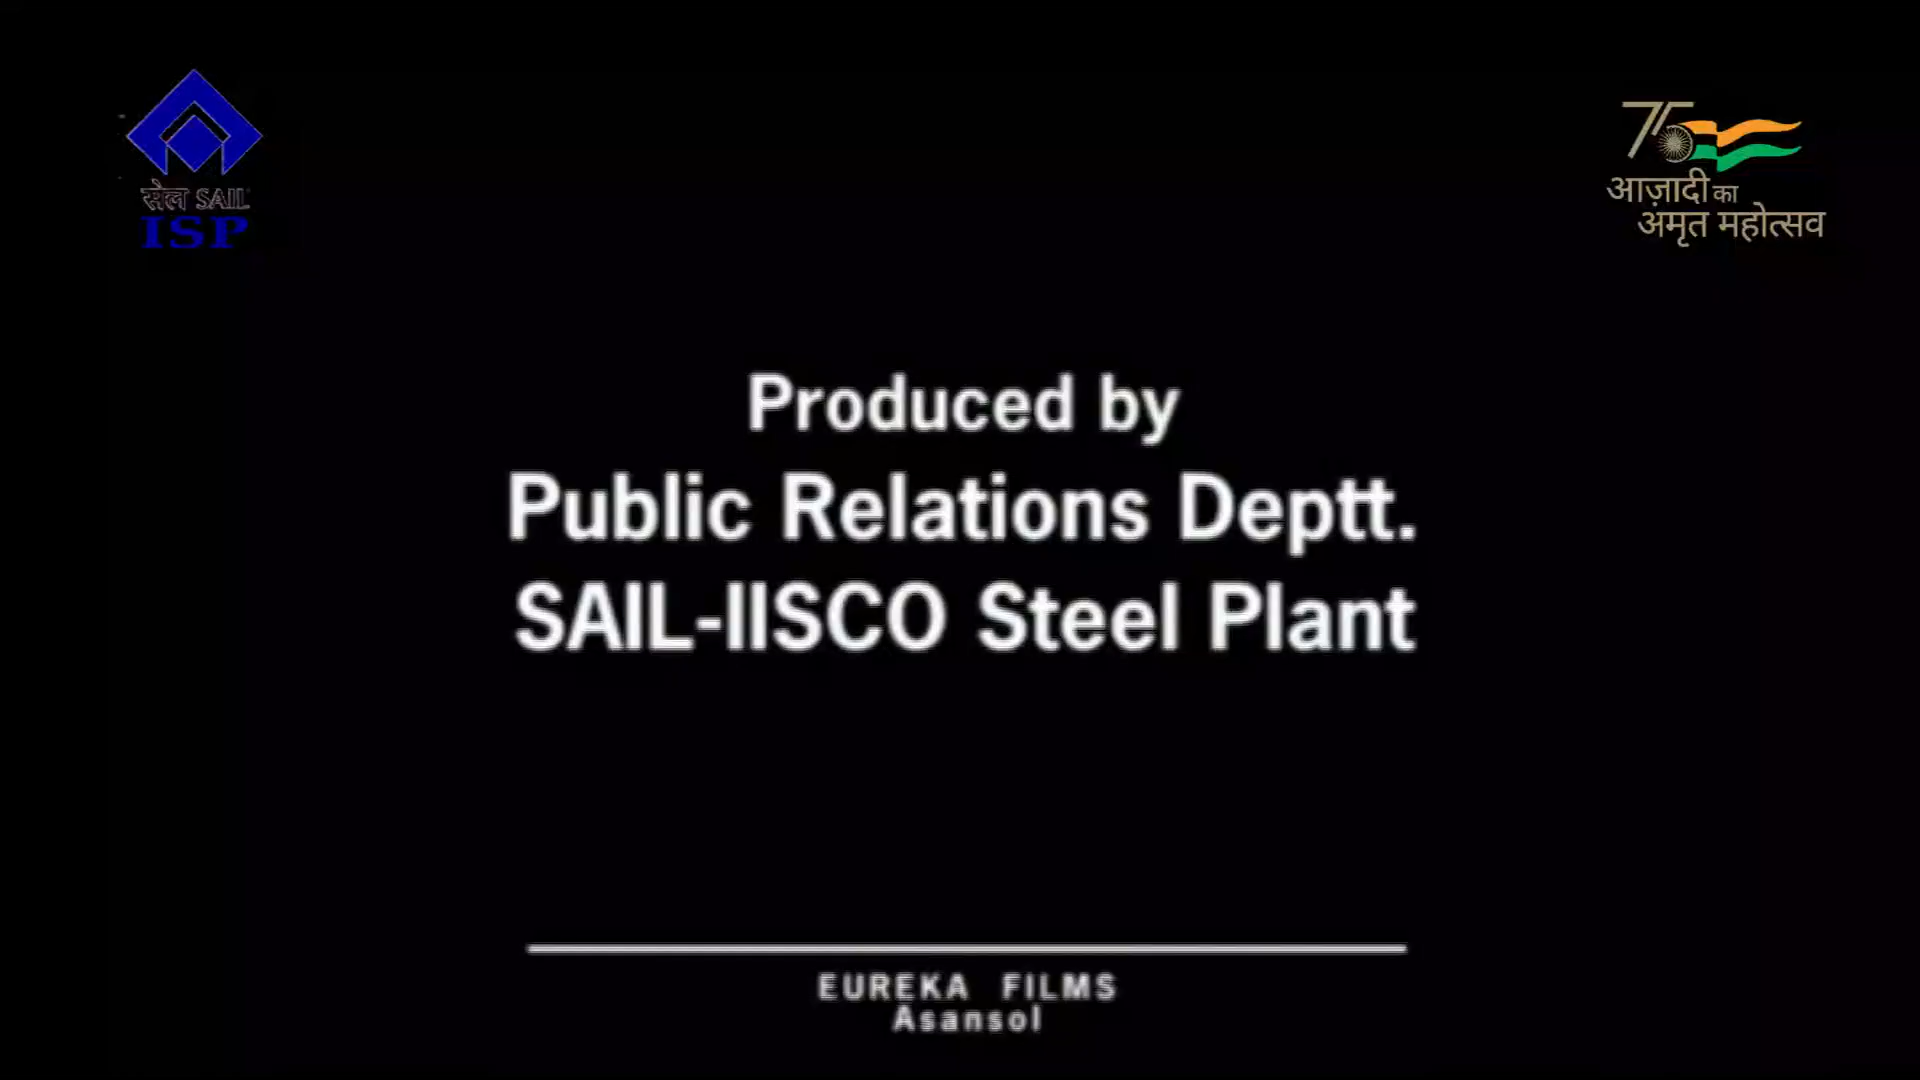 सेल SAIL
ISP
75
आज़ादी का
अमृत महोत्सव
Produced by
Public Relations Deptt.
SAIL-IISCO Steel Plant
EUREKA FILMS
Asansol